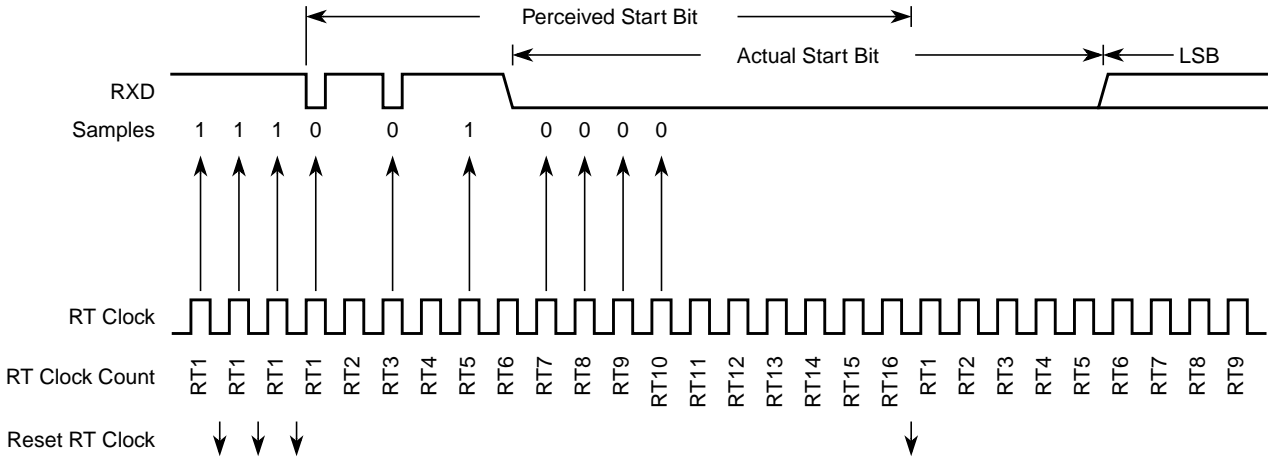 Perceived Start Bit
Actual Start Bit
LSB
RXD
Samples 1 1 1 0 0 1 0 0 0 0
RT Clock
RT Clock Count RT1 RT1 RT1 RT1 RT2 RT3 RT4 RT5 RT6 RT7 RT8 RT9 RT10 RT11 RT12 RT13 RT14 RT15 RT16 RT1 RT2 RT3 RT4 RT5 RT6 RT7 RT8 RT9
Reset RT Clock